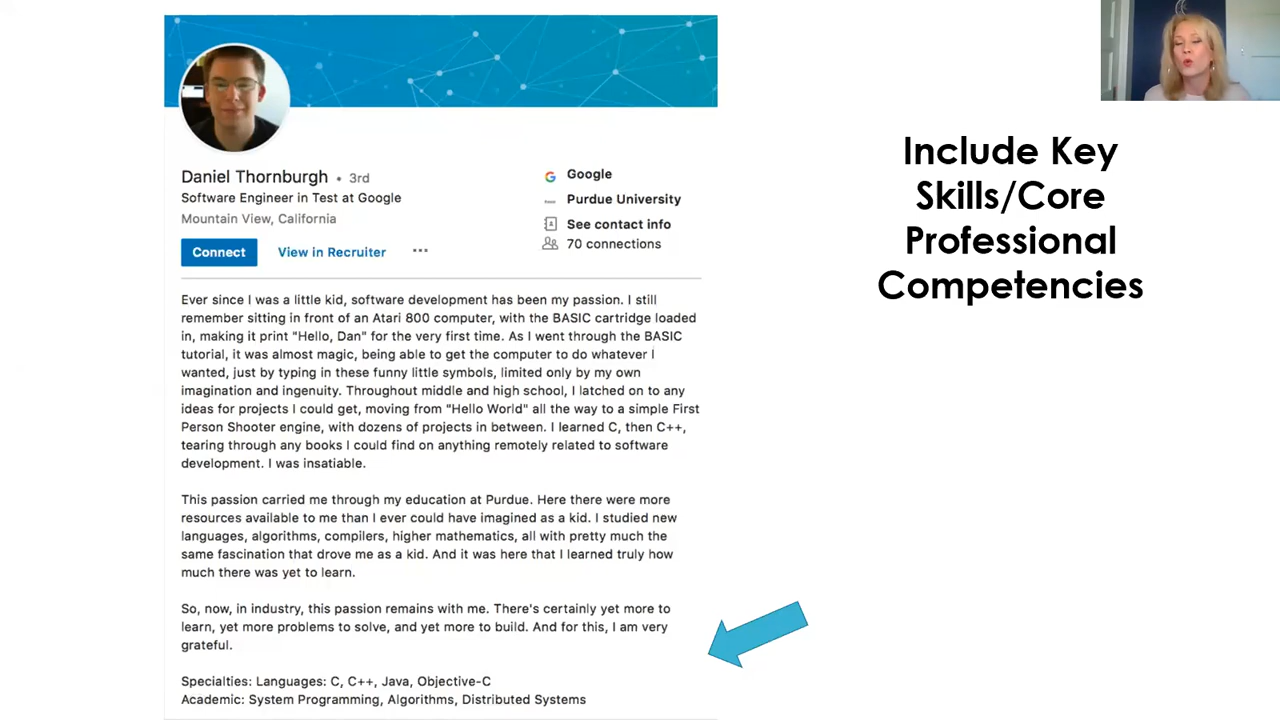 Daniel Thornburgh • 3rd
Software Engineer in Test at Google
Mountain View, California
Connect
View in Recruiter
...
Google
Purdue University
See contact info
70 connections
Ever since I was a little kid, software development has been my passion. I still
remember sitting in front of an Atari 800 computer, with the BASIC cartridge loaded
in, making it print "Hello, Dan" for the very first time. As I went through the BASIC
tutorial, it was almost magic, being able to get the computer to do whatever I
wanted, just by typing in these funny little symbols, limited only by my own
imagination and ingenuity. Throughout middle and high school, I latched on to any
ideas for projects I could get, moving from "Hello World" all the way to a simple First
Person Shooter engine, with dozens of projects in between. I learned C, then C++,
tearing through any books I could find on anything remotely related to software
development. I was insatiable.
This passion carried me through my education at Purdue. Here there were more
resources available to me than I ever could have imagined as a kid. I studied new
languages, algorithms, compilers, higher mathematics, all with pretty much the
same fascination that drove me as a kid. And it was here that I learned truly how
much there was yet to learn.
So, now, in industry, this passion remains with me. There's certainly yet more to
learn, yet more problems to solve, and yet more to build. And for this, I am very
grateful.
Specialties: Languages: C, C++, Java, Objective-C
Academic: System Programming, Algorithms, Distributed Systems
Include Key
Skills/Core
Professional
Competencies